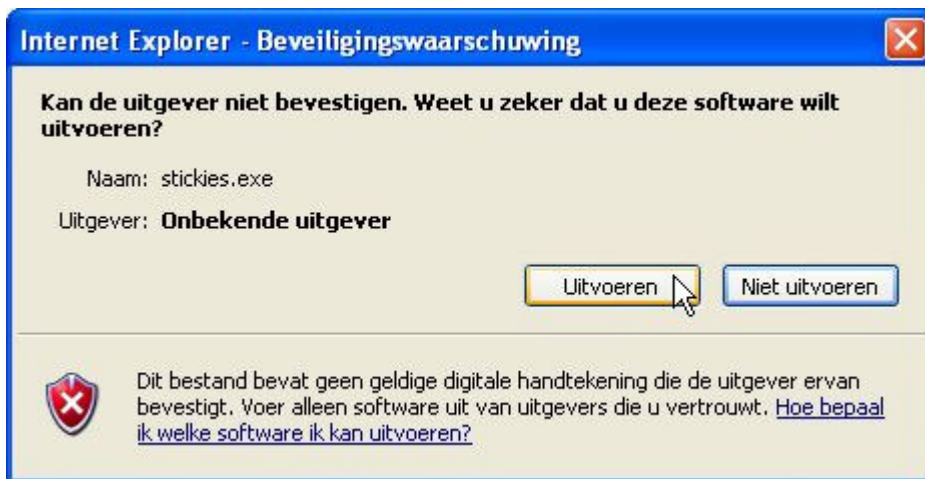 Internet Explorer - Beveiligingswaarschuwing
Kan de uitgever niet bevestigen. Weet u zeker dat u deze software wilt
uitvoeren?
Naam: stickies.exe
Uitgever: Onbekende uitgever
Uitvoeren Niet uitvoeren
Dit bestand bevat geen geldige digitale handtekening die de uitgever ervan
bevestigt. Voer alleen software uit van uitgevers die u vertrouwt. Hoe bepaal
ik welke software ik kan uitvoeren?